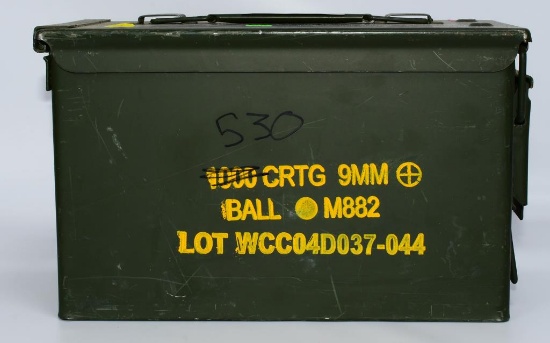 530
1000 CRTG 9MM ⊕
BALL M882
LOT WCC04D037-044